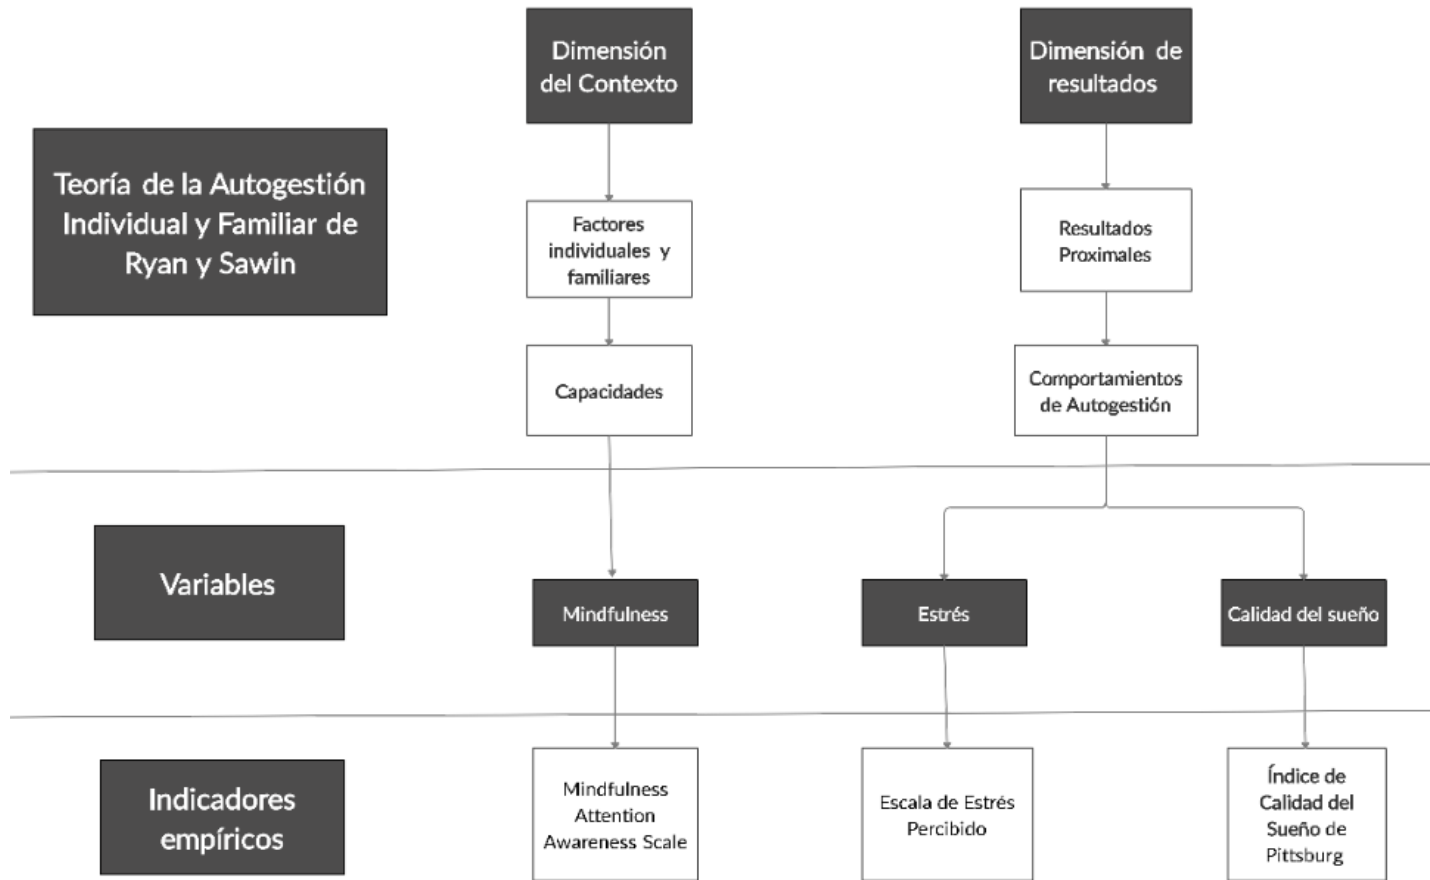 Dimensión
del Contexto
Dimensión de
resultados
Teoría de la Autogestión
Individual y Familiar de
Ryan y Sawin
Factores
individuales y
familiares
Resultados
Proximales
Capacidades
Comportamientos
de Autogestión
Variables
Mindfulness
Estrés
Calidad del sueño
Indicadores
empíricos
Mindfulness
Attention
Awareness Scale
Escala de Estrés
Percibido
Índice de
Calidad del
Sueño de
Pittsburg